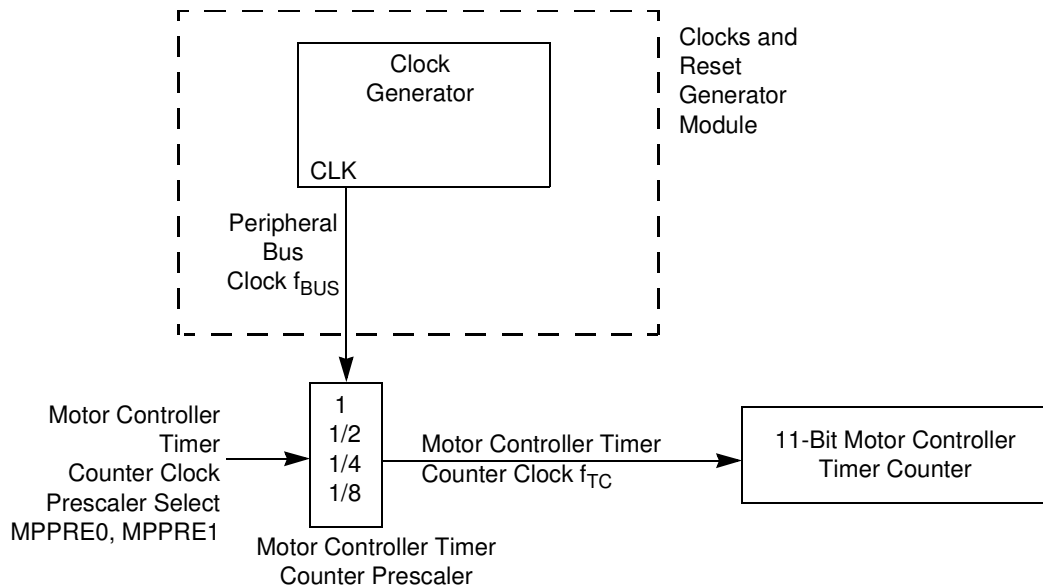 Clocks and
Reset
Generator
Module
Clock
Generator
CLK
Peripheral
Bus
Clock fBUS
Motor Controller
Timer
Counter Clock
Prescaler Select
MPPRE0, MPPRE1
1
1/2
1/4
1/8
Motor Controller Timer
Counter Clock fTC
11-Bit Motor Controller
Timer Counter
Motor Controller Timer
Counter Prescaler